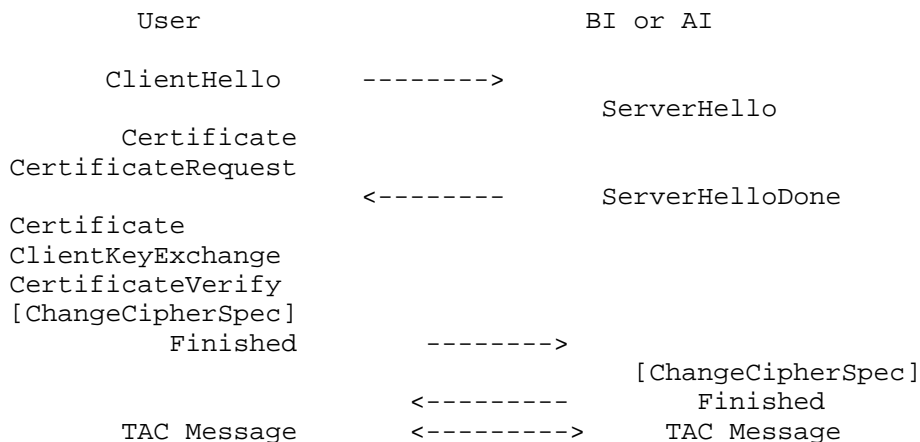 User                           BI or AI
ClientHello       -------->
ServerHello
Certificate
CertificateRequest
<--------      ServerHelloDone
Certificate
ClientKeyExchange
CertificateVerify
[ChangeCipherSpec]
Finished        -------->
[ChangeCipherSpec]
<---------        Finished
TAC Message       <--------->     TAC Message